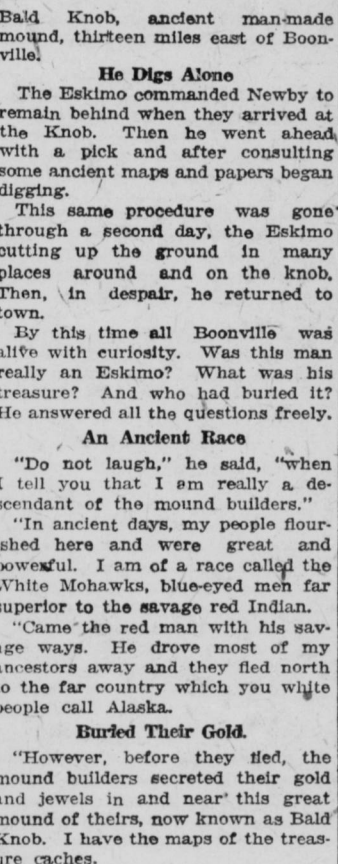 Bald Knob, ancient man-made
mound, thirteen miles east of Boon-
ville.
He Digs Alone
The Eskimo commanded Newby to
remain behind when they arrived at
the Knob. Then he went ahead
with a pick and after consulting
some ancient maps and papers began
digging.
This same procedure was gone
through a second day, the Eskimo
cutting up the ground in many
places around and on the knob.
Then, in despair, he returned to
town.
By this time all Boonville was
alive with curiosity. Was this man
really an Eskimo? What was his
treasure? And who had buried it?
He answered all the questions freely.
An Ancient Race
"Do not laugh," he said, "when
I tell you that I am really a de-
scendant of the mound builders."
"In ancient days, my people flour-
ished here and were great and
powerful. I am of a race called the
White Mohawks, blue-eyed men far
superior to the savage red Indian.
"Came the red man with his sav-
age ways. He drove most of my
ancestors away and they fled north
to the far country which you white
people call Alaska.
Buried Their Gold.
"However, before they fled, the
mound builders secreted their gold
and jewels in and near this great
mound of theirs, now known as Bald
Knob. I have the maps of the treas-
ure caches.